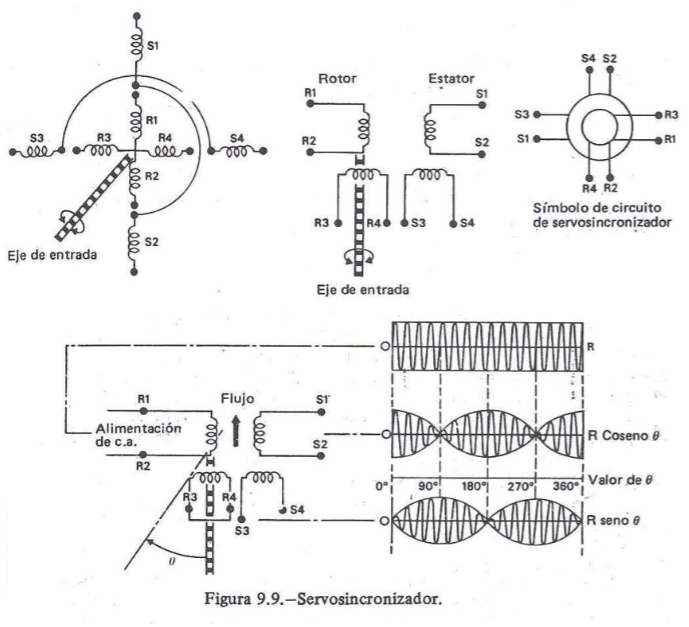 S1
S3
R3
R1
R4
S4
R2
S2
Eje de entrada
Rotor
Estator
R1
S1
R2
S2
R3
R4
S3
S4
Eje de entrada
S4 S2
S3
R3
S1
R1
R4 R2
Símbolo de circuito
de servosincronizador
R
R1
Flujo
S1
Alimentación
de c.a.
R2
S2
R Coseno θ
Valor de θ
0° 90° 180° 270° 360°
R3
R4
S4
S3
R seno θ
θ
Figura 9.9.—Servosincronizador.